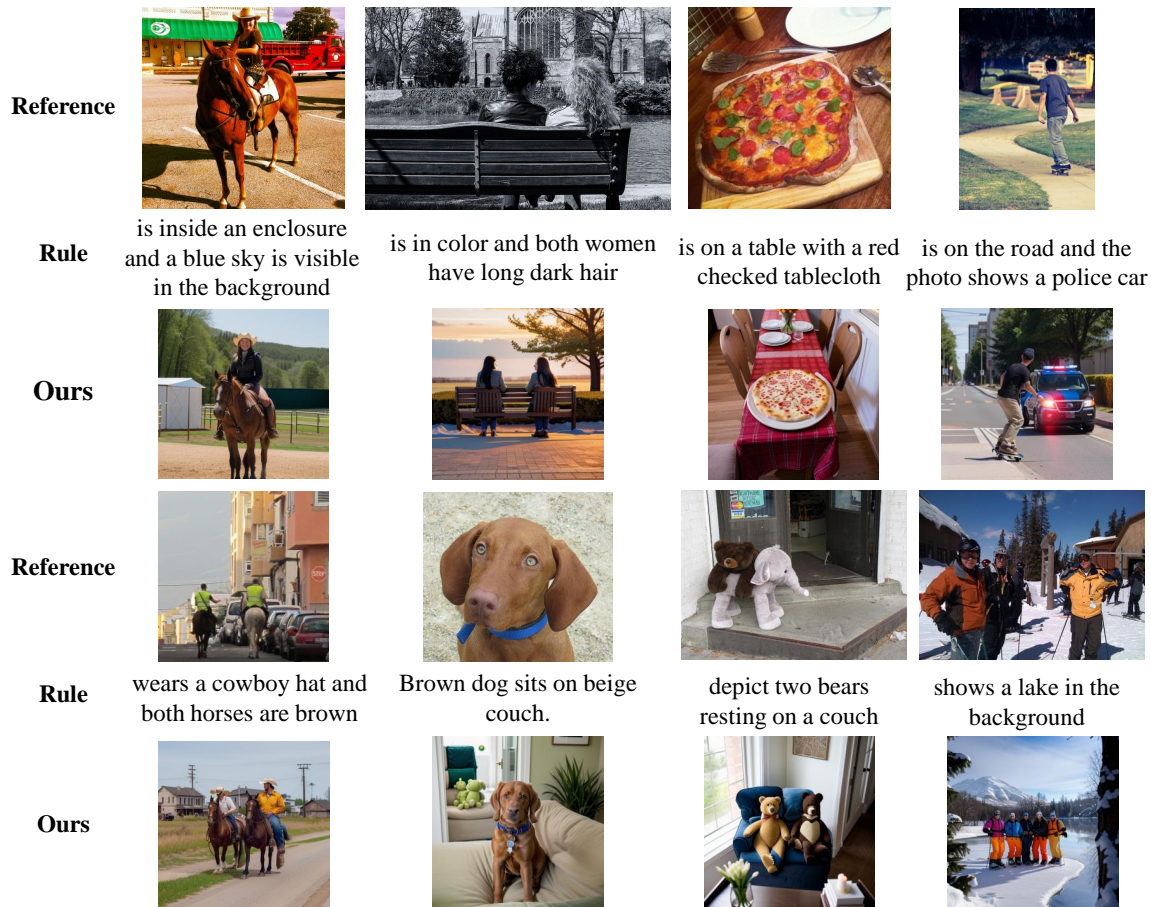 Reference
Rule
is inside an enclosure
and a blue sky is visible
in the background
is in color and both women
have long dark hair
is on a table with a red
checked tablecloth
is on the road and the
photo shows a police car
Ours
STOP
Reference
Rule
wears a cowboy hat and
both horses are brown
Brown dog sits on beige
couch.
depict two bears
resting on a couch
shows a lake in the
background
Ours